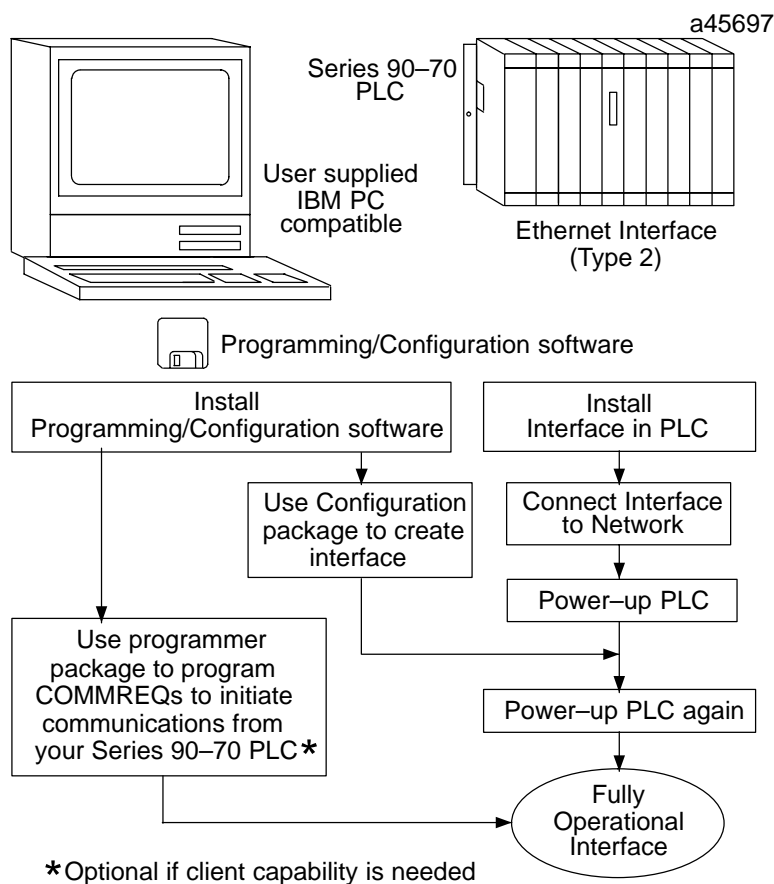 a45697
Series 90–70
PLC
User supplied
IBM PC
compatible
Ethernet Interface
(Type 2)
Programming/Configuration software
Install
Programming/Configuration software
Install
Interface in PLC
Use Configuration
package to create
interface
Connect Interface
to Network
Power–up PLC
Use programmer
package to program
COMMREQs to initiate
communications from
your Series 90–70 PLC*
Power–up PLC again
Fully
Operational
Interface
*Optional if client capability is needed